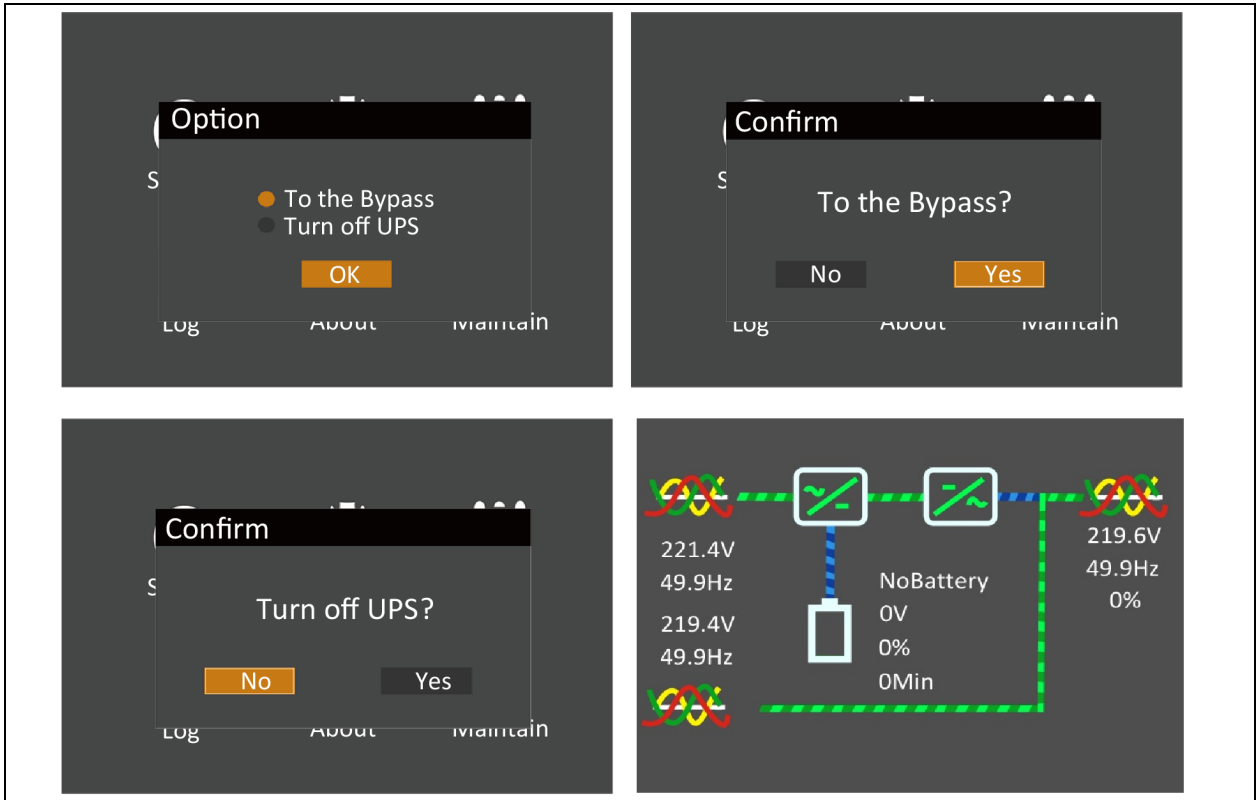 Option
S
To the Bypass
Turn off UPS
OK
Log About Maintain
Confirm
S
To the Bypass?
No Yes
Log About Maintain
Confirm
S
Turn off UPS?
No Yes
Log About Maintain
221.4V
49.9Hz
219.4V
49.9Hz
NoBattery
0V
0%
0Min
219.6V
49.9Hz
0%